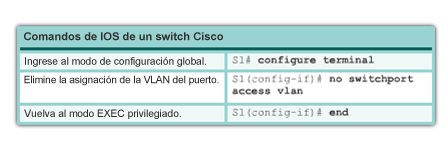 Comandos de IOS de un switch Cisco
Ingrese al modo de configuración global.
S1# configure terminal
Elimine la asignación de la VLAN del puerto.
S1(config-if)# no switchport
access vlan
Vuelva al modo EXEC privilegiado.
S1(config-if)# end